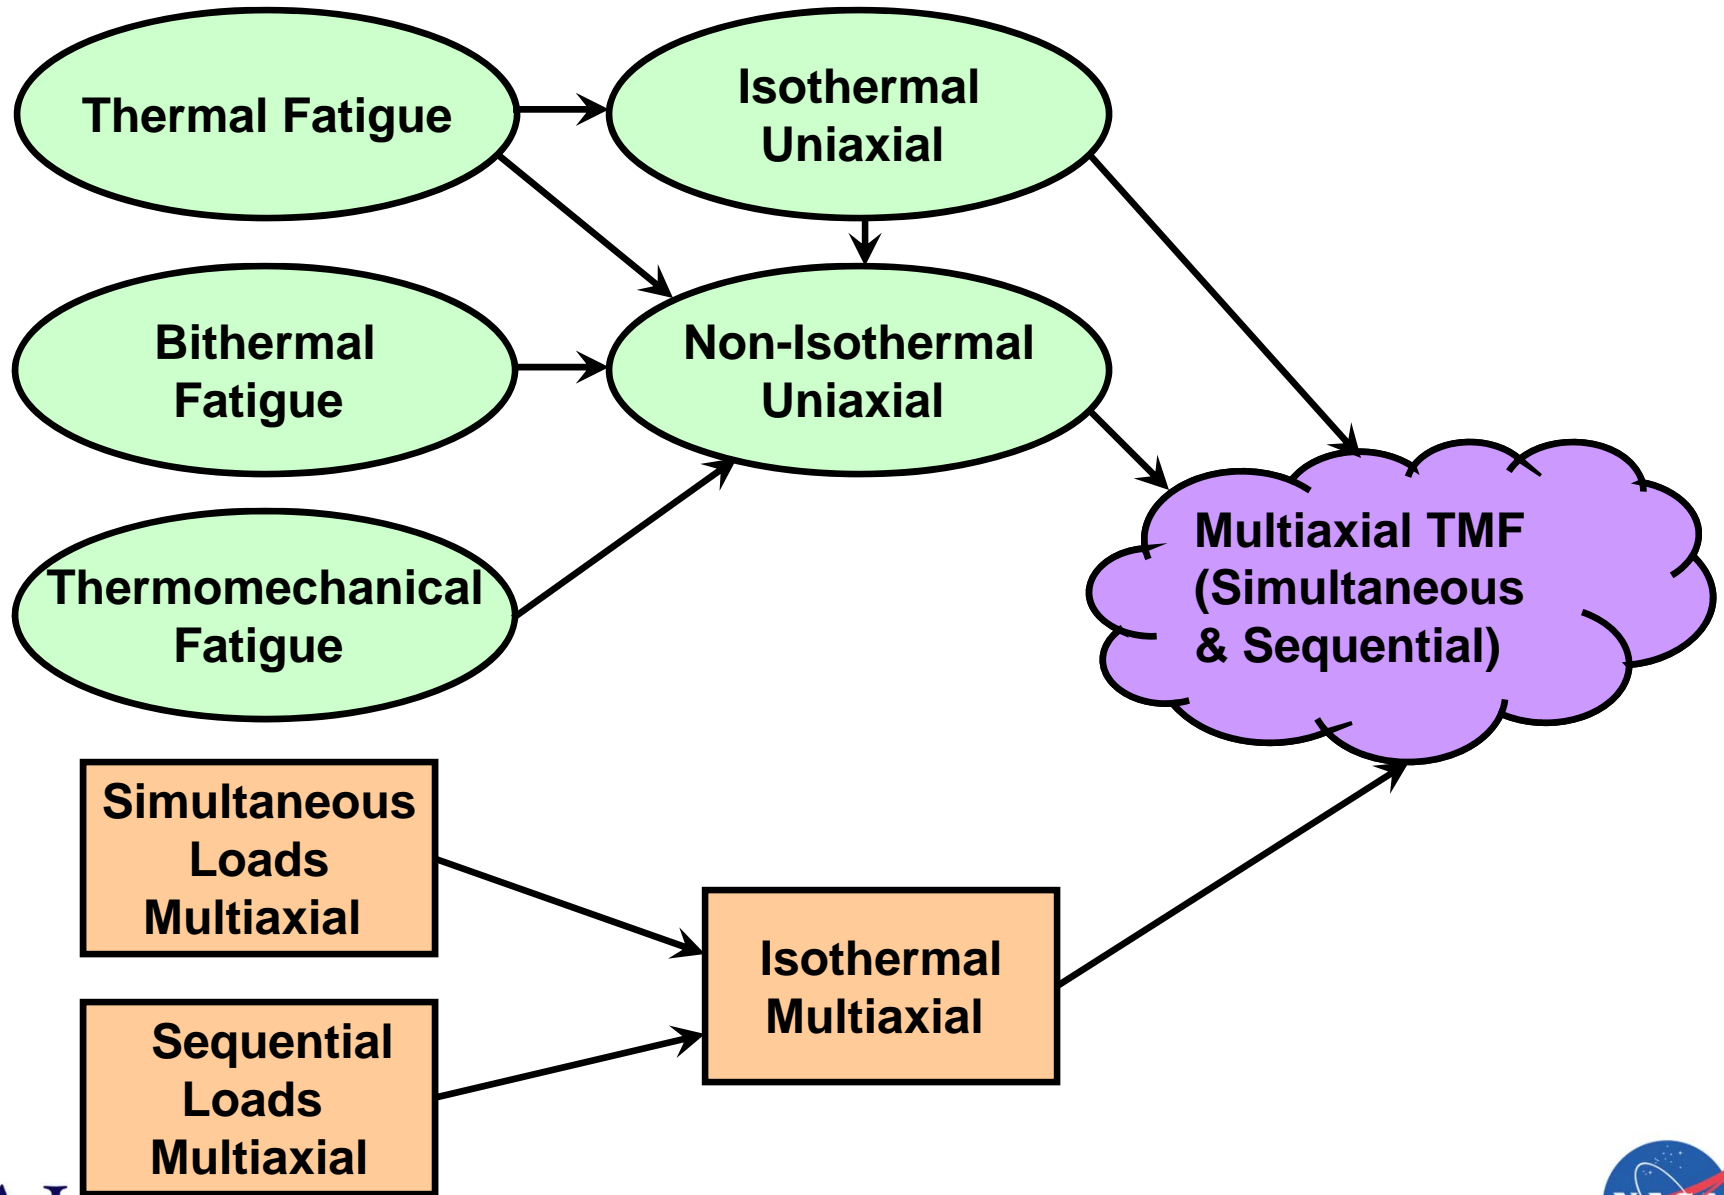 Thermal Fatigue
Isothermal
Uniaxial
Bithermal
Fatigue
Non-Isothermal
Uniaxial
Thermomechanical
Fatigue
Multiaxial TMF
(Simultaneous
& Sequential)
Simultaneous
Loads
Multiaxial
Isothermal
Multiaxial
Sequential
Loads
Multiaxial